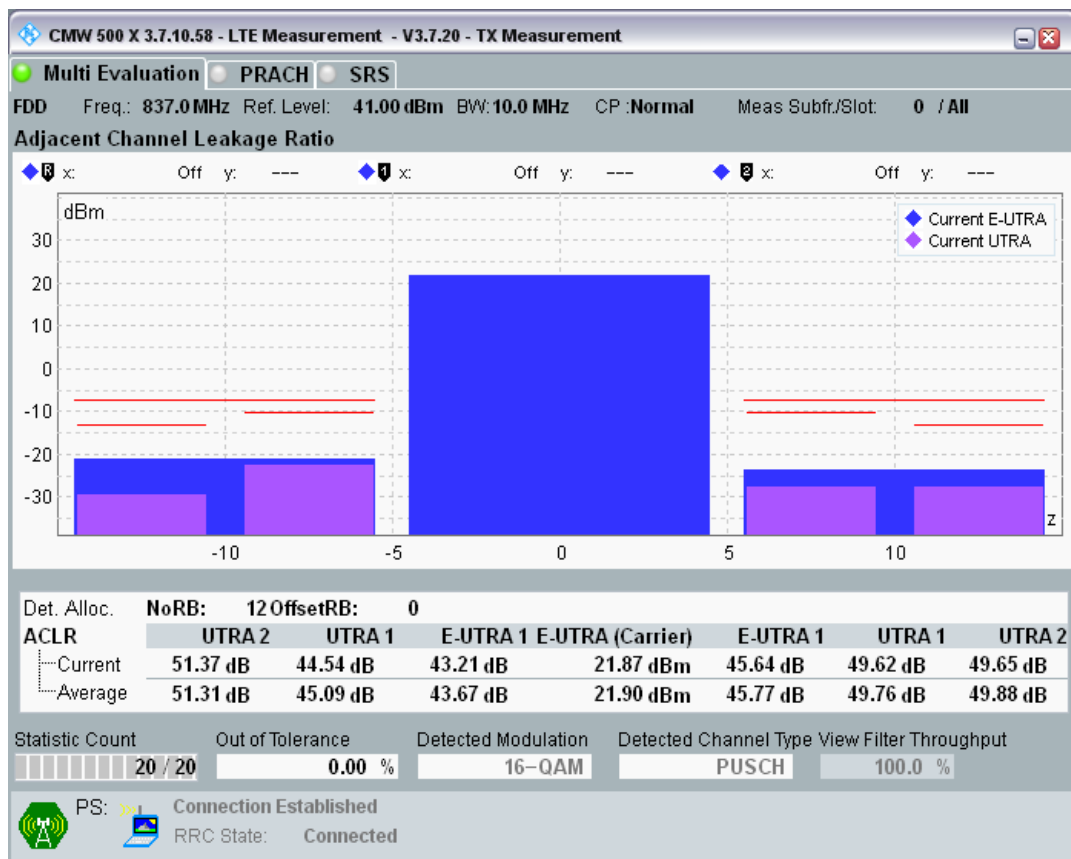 CMW 500 X 3.7.10.58 - LTE Measurement - V3.7.20 - TX Measurement
Multi Evaluation PRACH SRS
FDD Freq.: 837.0 MHz Ref. Level: 41.00 dBm BW: 10.0 MHz CP :Normal Meas Subfr./Slot: 0 / All
Adjacent Channel Leakage Ratio
R x: Off y: --- 1 x: Off y: --- 2 x: Off y: ---
dBm
Current E-UTRA
Current UTRA
30
20
10
0
-10
-20
-30
z
-10 -5 0 5 10
Det. Alloc. NoRB: 12 OffsetRB: 0
ACLR UTRA 2 UTRA 1 E-UTRA 1 E-UTRA (Carrier) E-UTRA 1 UTRA 1 UTRA 2
Current 51.37 dB 44.54 dB 43.21 dB 21.87 dBm 45.64 dB 49.62 dB 49.65 dB
Average 51.31 dB 45.09 dB 43.67 dB 21.90 dBm 45.77 dB 49.76 dB 49.88 dB
Statistic Count Out of Tolerance Detected Modulation Detected Channel Type View Filter Throughput
20 / 20 0.00 % 16-QAM PUSCH 100.0 %
PS: Connection Established
RRC State: Connected